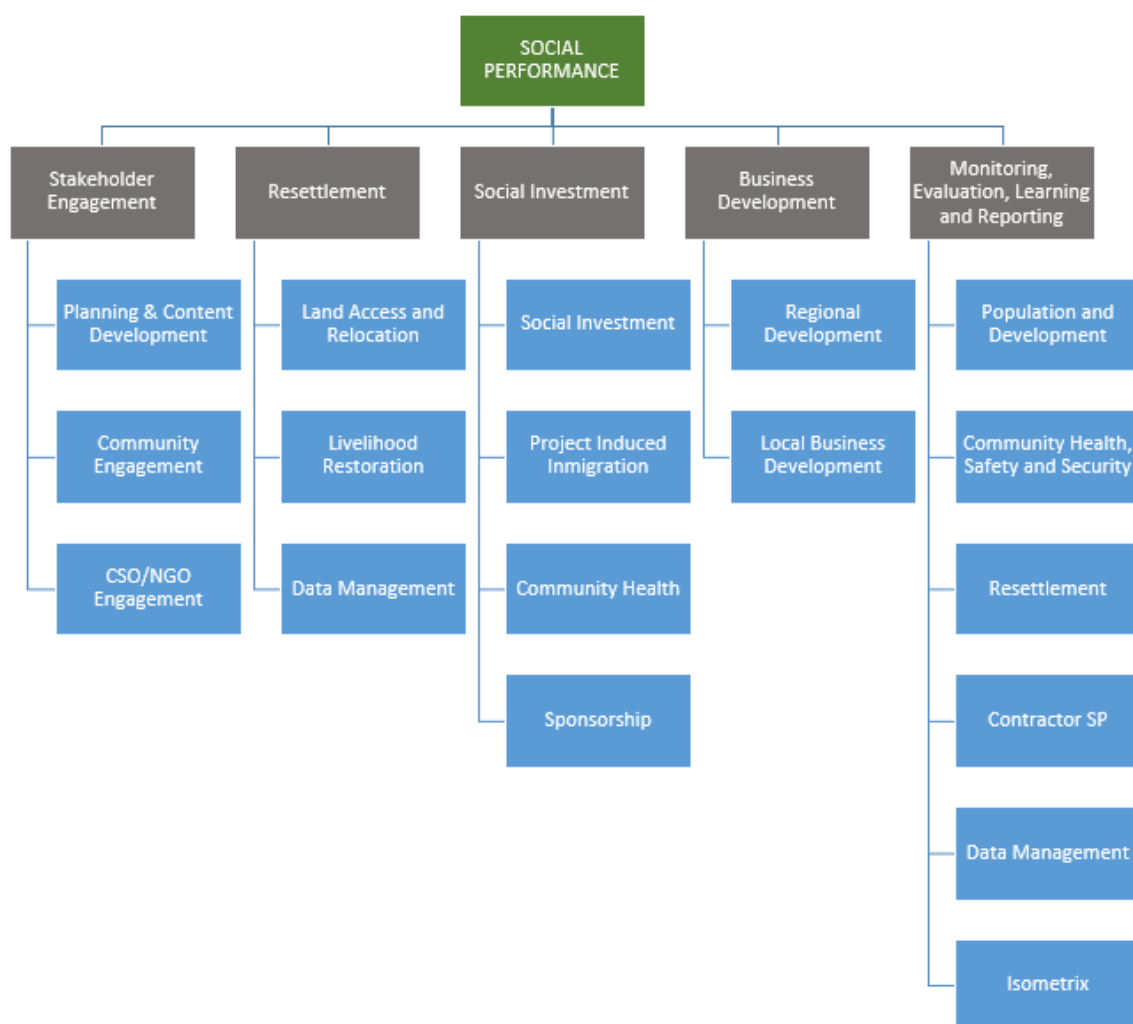 SOCIAL
PERFORMANCE
Stakeholder
Engagement
Resettlement
Social Investment
Business
Development
Monitoring,
Evaluation, Learning
and Reporting
Planning & Content
Development
Land Access and
Relocation
Social Investment
Regional
Development
Population and
Development
Community
Engagement
Livelihood
Restoration
Project Induced
Inmigration
Local Business
Development
Community Health,
Safety and Security
CSO/NGO
Engagement
Data Management
Community Health
Resettlement
Sponsorship
Contractor SP
Data Management
Isometrix